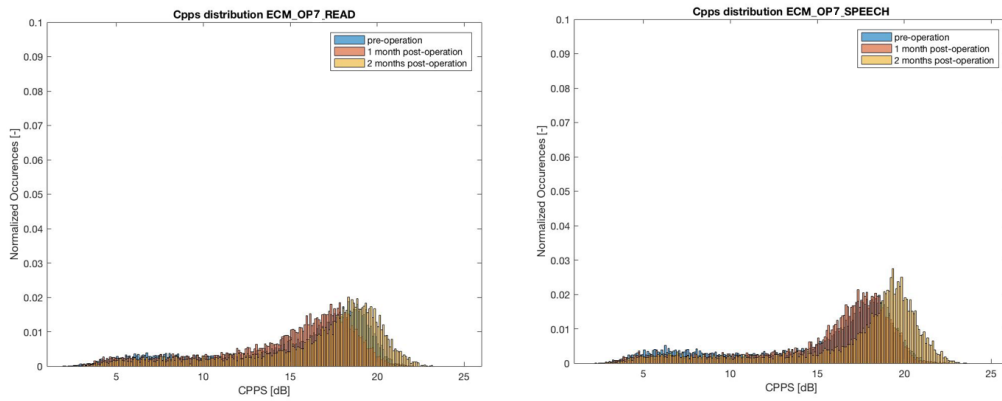 Cpps distribution ECM_OP7_READ
0.1
0.09
0.08
0.07
0.06
0.05
0.04
0.03
0.02
0.01
0
Normalized Occurences [-]
pre-operation
1 month post-operation
2 months post-operation
5
10
15
20
25
CPPS [dB]
Cpps distribution ECM_OP7_SPEECH
0.1
0.09
0.08
0.07
0.06
0.05
0.04
0.03
0.02
0.01
0
Normalized Occurences [-]
pre-operation
1 month post-operation
2 months post-operation
5
10
15
20
25
CPPS [dB]